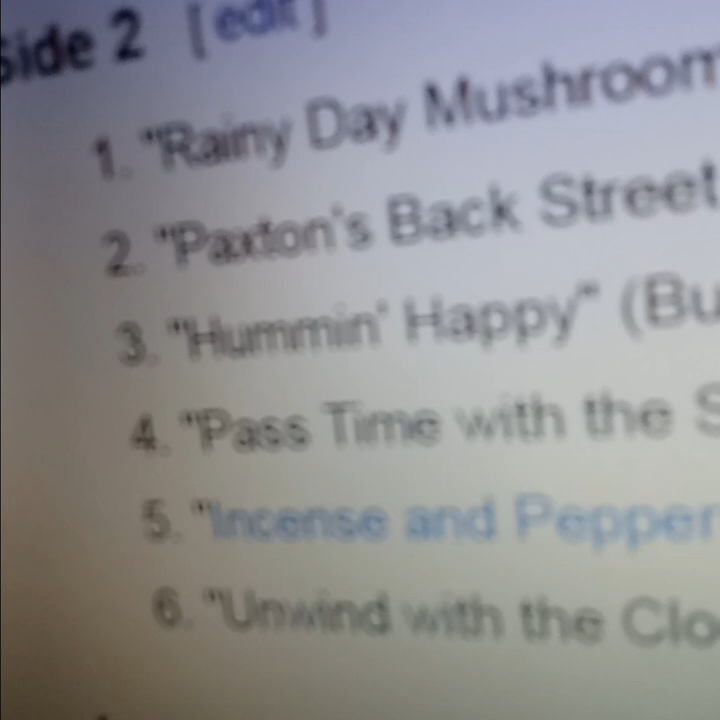 Side 2 [edit]
1. "Rainy Day Mushroom
2. "Paxton's Back Street
3. "Hummin' Happy" (Bu
4. "Pass Time with the S
5. "Incense and Pepper
6. "Unwind with the Clo